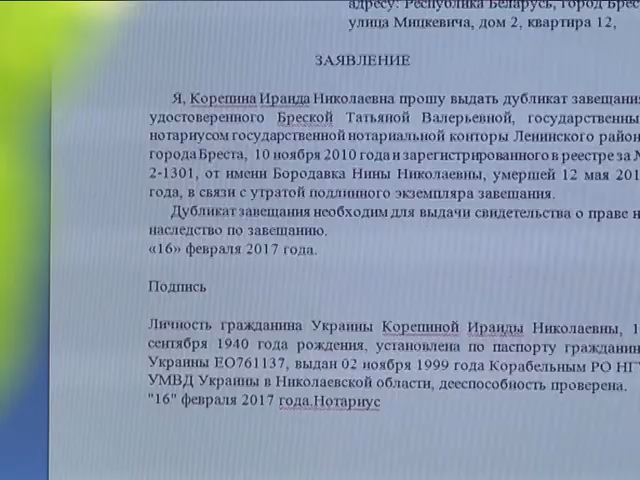 адресу: Республика Беларусь, город Брес
улица Мицкевича, дом 2, квартира 12,
ЗАЯВЛЕНИЕ
Я, Корепина Ираида Николаевна прошу выдать дубликат завещани
удостоверенного Бреской Татьяной Валерьевной, государственны
нотариусом государственной нотариальной конторы Ленинского район
города Бреста, 10 ноября 2010 года и зарегистрированного в реестре за №
2-1301, от имени Бородавка Нины Николаевны, умершей 12 мая 201
года, в связи с утратой подлинного экземпляра завещания.
Дубликат завещания необходим для выдачи свидетельства о праве н
наследство по завещанию.
«16» февраля 2017 года.
Подпись
Личность гражданина Украины Корепиной Ираиды Николаевны, 1
сентября 1940 года рождения, установлена по паспорту граждани
Украины ЕО761137, выдан 02 ноября 1999 года Корабельным РО НГ
УМВД Украины в Николаевской области, дееспособность проверена.
"16" февраля 2017 года.Нотариус